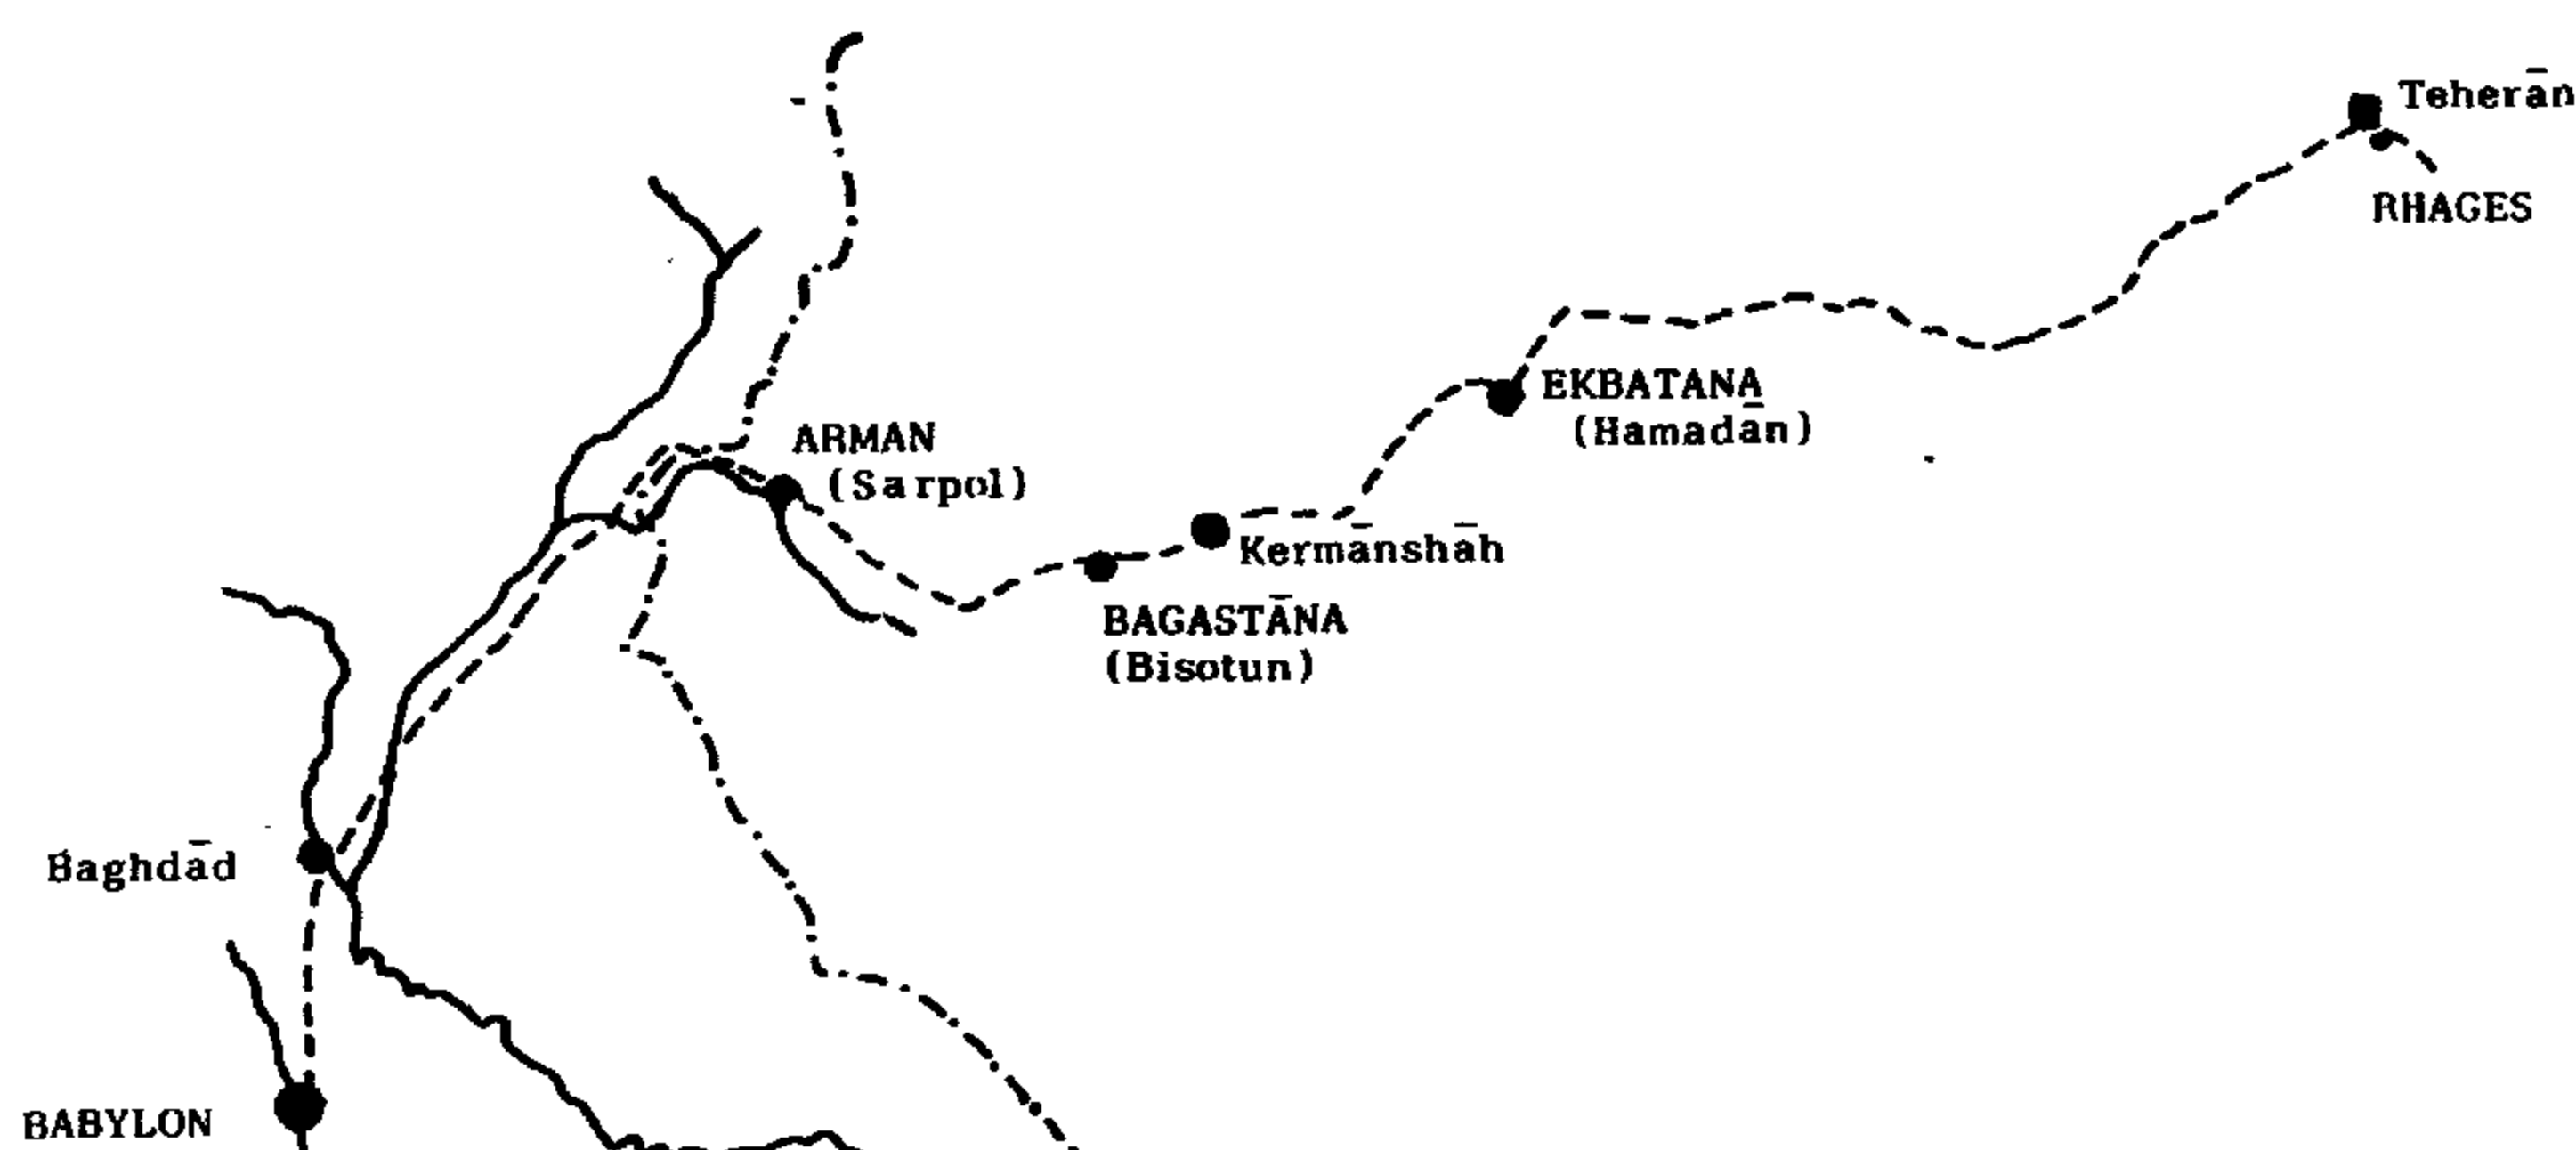 Teherān
RHAGES
EKBATANA
(Hamadān)
ARMAN
(Sarpol)
Kermānshāh
BAGASTĀNA
(Bisotun)
Baghdād
BABYLON